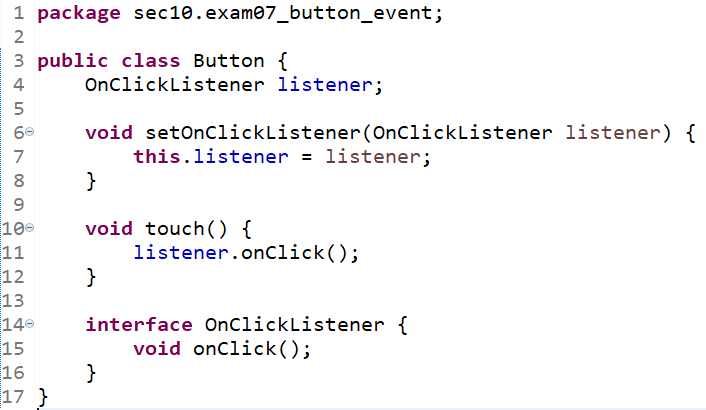 1 package sec10.exam07_button_event;
2
3 public class Button {
4     OnClickListener listener;
5
6     void setOnClickListener(OnClickListener listener) {
7         this.listener = listener;
8     }
9
10     void touch() {
11         listener.onClick();
12     }
13
14     interface OnClickListener {
15         void onClick();
16     }
17 }